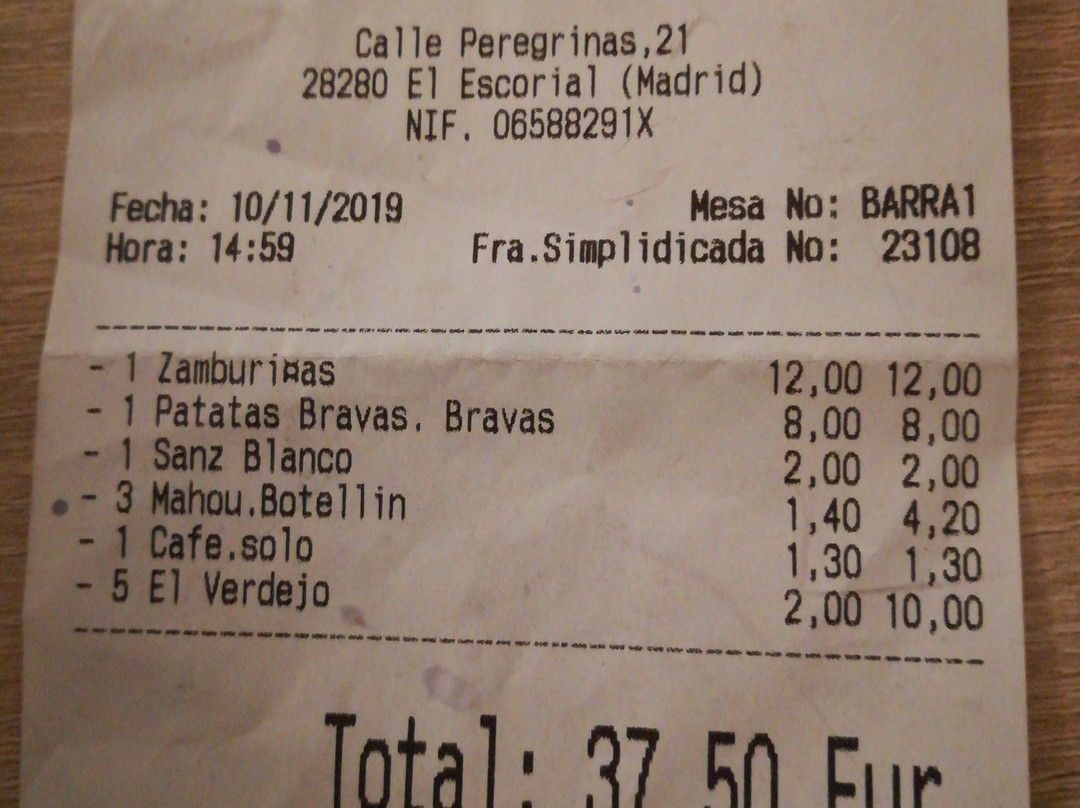 Calle Peregrinas,21
28280 El Escorial (Madrid)
NIF. 06588291X
Fecha: 10/11/2019 Mesa No: BARRA1
Hora: 14:59 Fra.Simplidicada No: 23108
- 1 Zamburi¤as 12,00 12,00
- 1 Patatas Bravas. Bravas 8,00 8,00
- 1 Sanz Blanco 2,00 2,00
- 3 Mahou.Botellin 1,40 4,20
- 1 Cafe.solo 1,30 1,30
- 5 El Verdejo 2,00 10,00
Total: 37,50 Eur